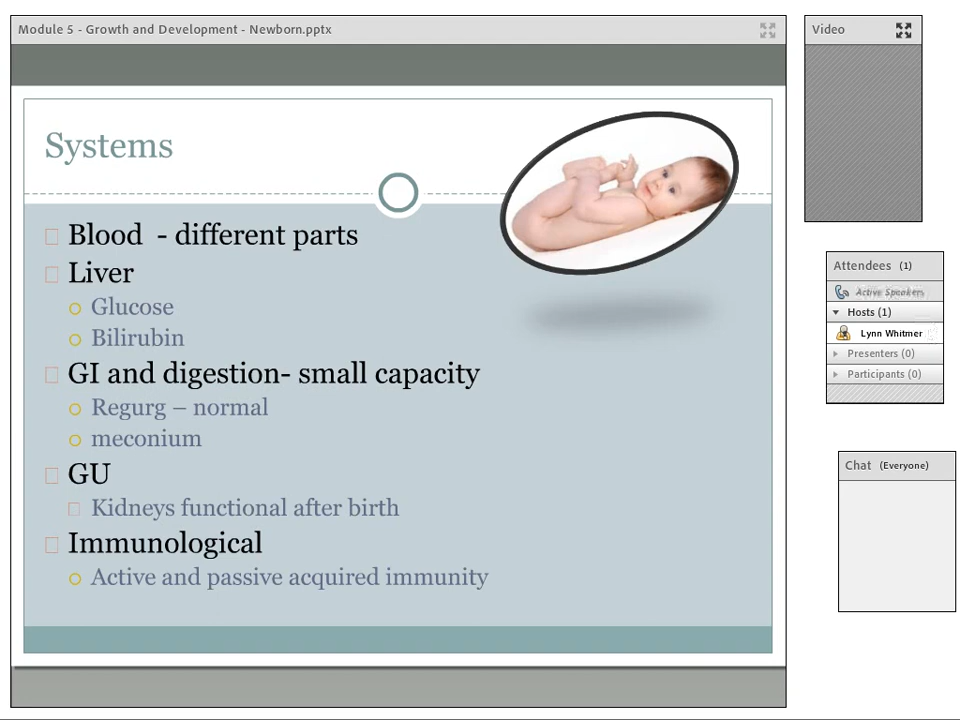 Module 5 - Growth and Development - Newborn.pptx
Systems
Blood - different parts
Liver
Glucose
Bilirubin
GI and digestion- small capacity
Regurg – normal
meconium
GU
Kidneys functional after birth
Immunological
Active and passive acquired immunity
Video
Attendees (1)
Active Speakers
Hosts (1)
Lynn Whitmer
Presenters (0)
Participants (0)
Chat (Everyone)